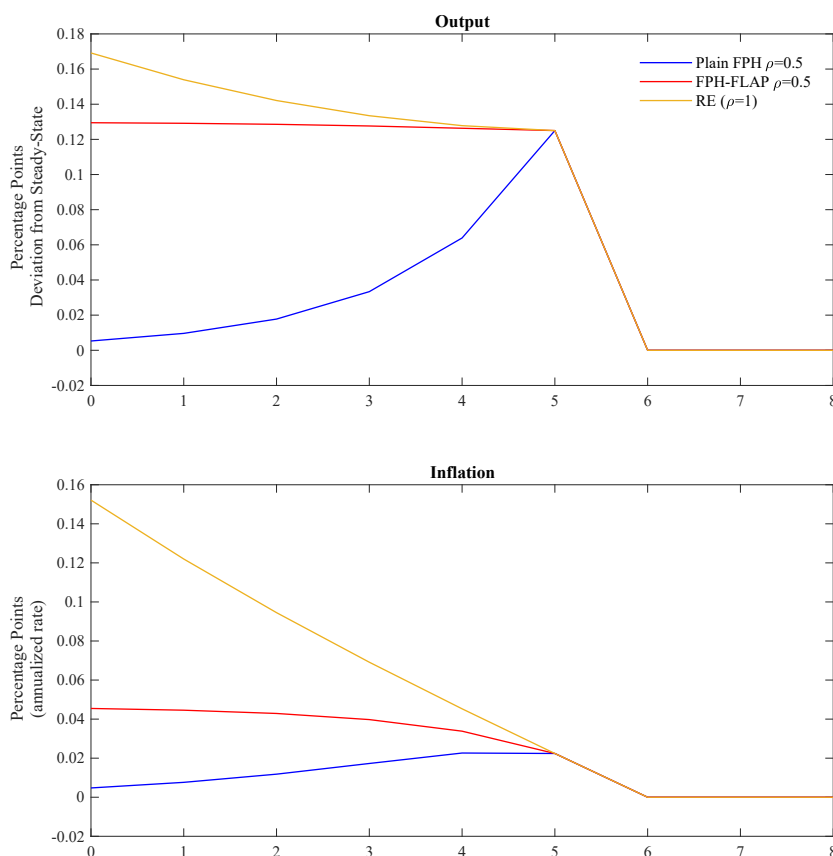 Output
0.18
0.16
0.14
0.12
0.1
0.08
0.06
0.04
0.02
0
-0.02
Percentage Points
Deviation from Steady-State
Plain FPH ρ=0.5
FPH-FLAP ρ=0.5
RE (ρ=1)
0 1 2 3 4 5 6 7 8
Inflation
0.16
0.14
0.12
0.1
0.08
0.06
0.04
0.02
0
-0.02
Percentage Points
(annualized rate)
0 1 2 3 4 5 6 7 8